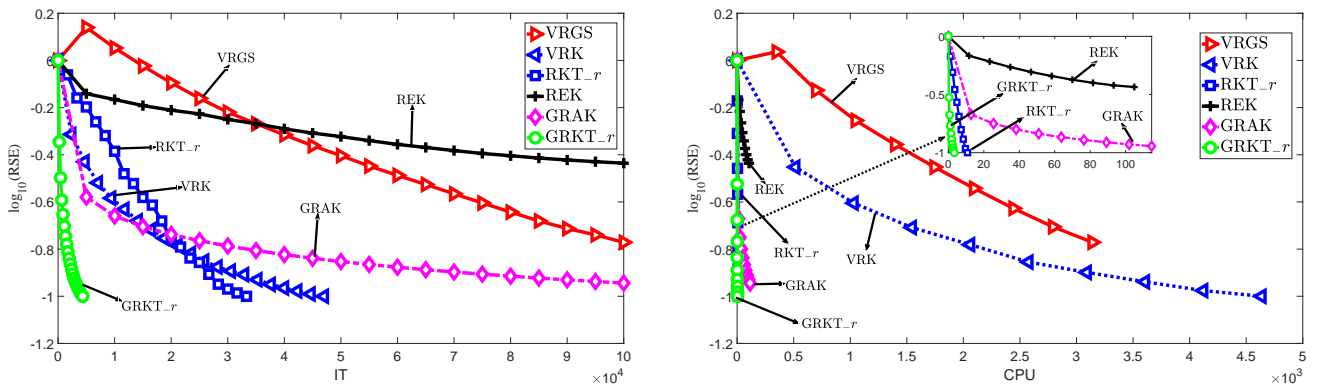 0.2
0
-0.2
-0.4
-0.6
-0.8
-1
-1.2
log10(RSE)
0 1 2 3 4 5 6 7 8 9 10
×10^4
IT
VRGS
VRK
RKT_r
REK
GRAK
GRKT_r
VRGS
REK
RKT_r
VRK
GRAK
GRKT_r
0.2
0
-0.2
-0.4
-0.6
-0.8
-1
-1.2
log10(RSE)
0 0.5 1 1.5 2 2.5 3 3.5 4 4.5 5
×10^3
CPU
VRGS
VRK
RKT_r
REK
GRAK
GRKT_r
VRGS
REK
RKT_r
VRK
GRAK
GRKT_r
0
-0.5
-1
0 20 40 60 80 100
REK
GRKT_r
RKT_r
GRAK